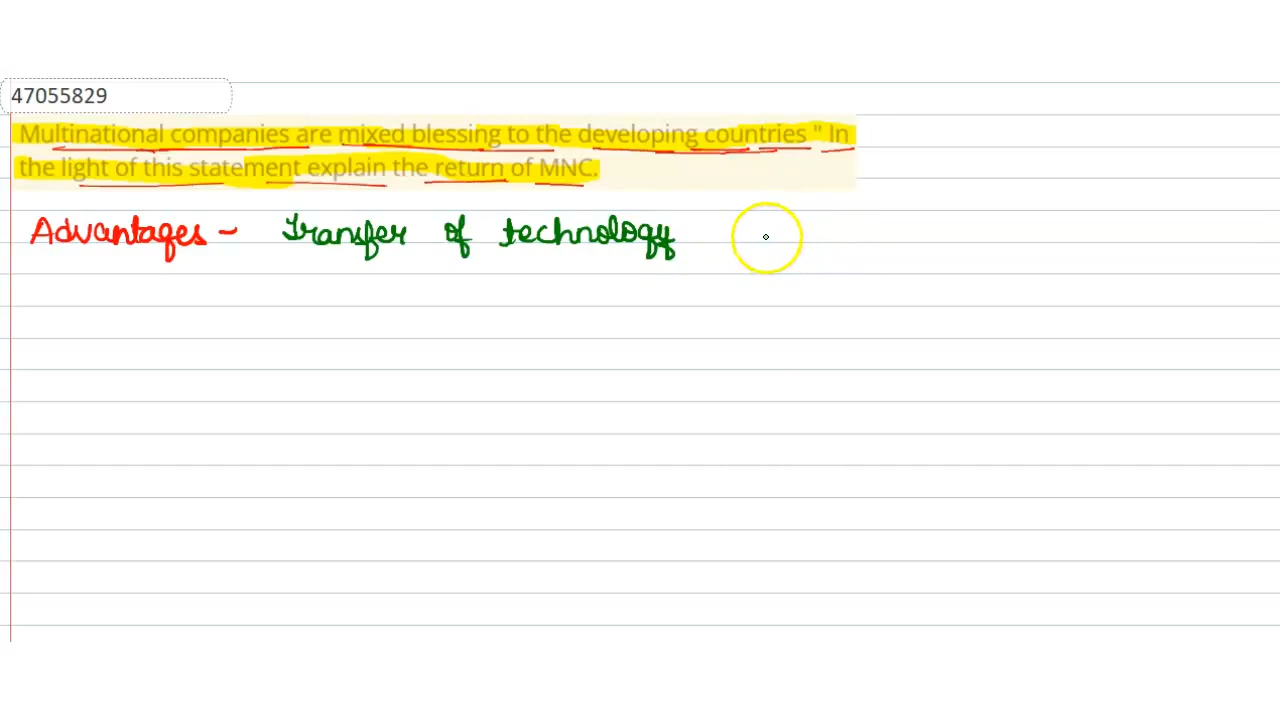 47055829
Multinational companies are mixed blessing to the developing countries " In
the light of this statement explain the return of MNC.
Advantages - Transfer of technology